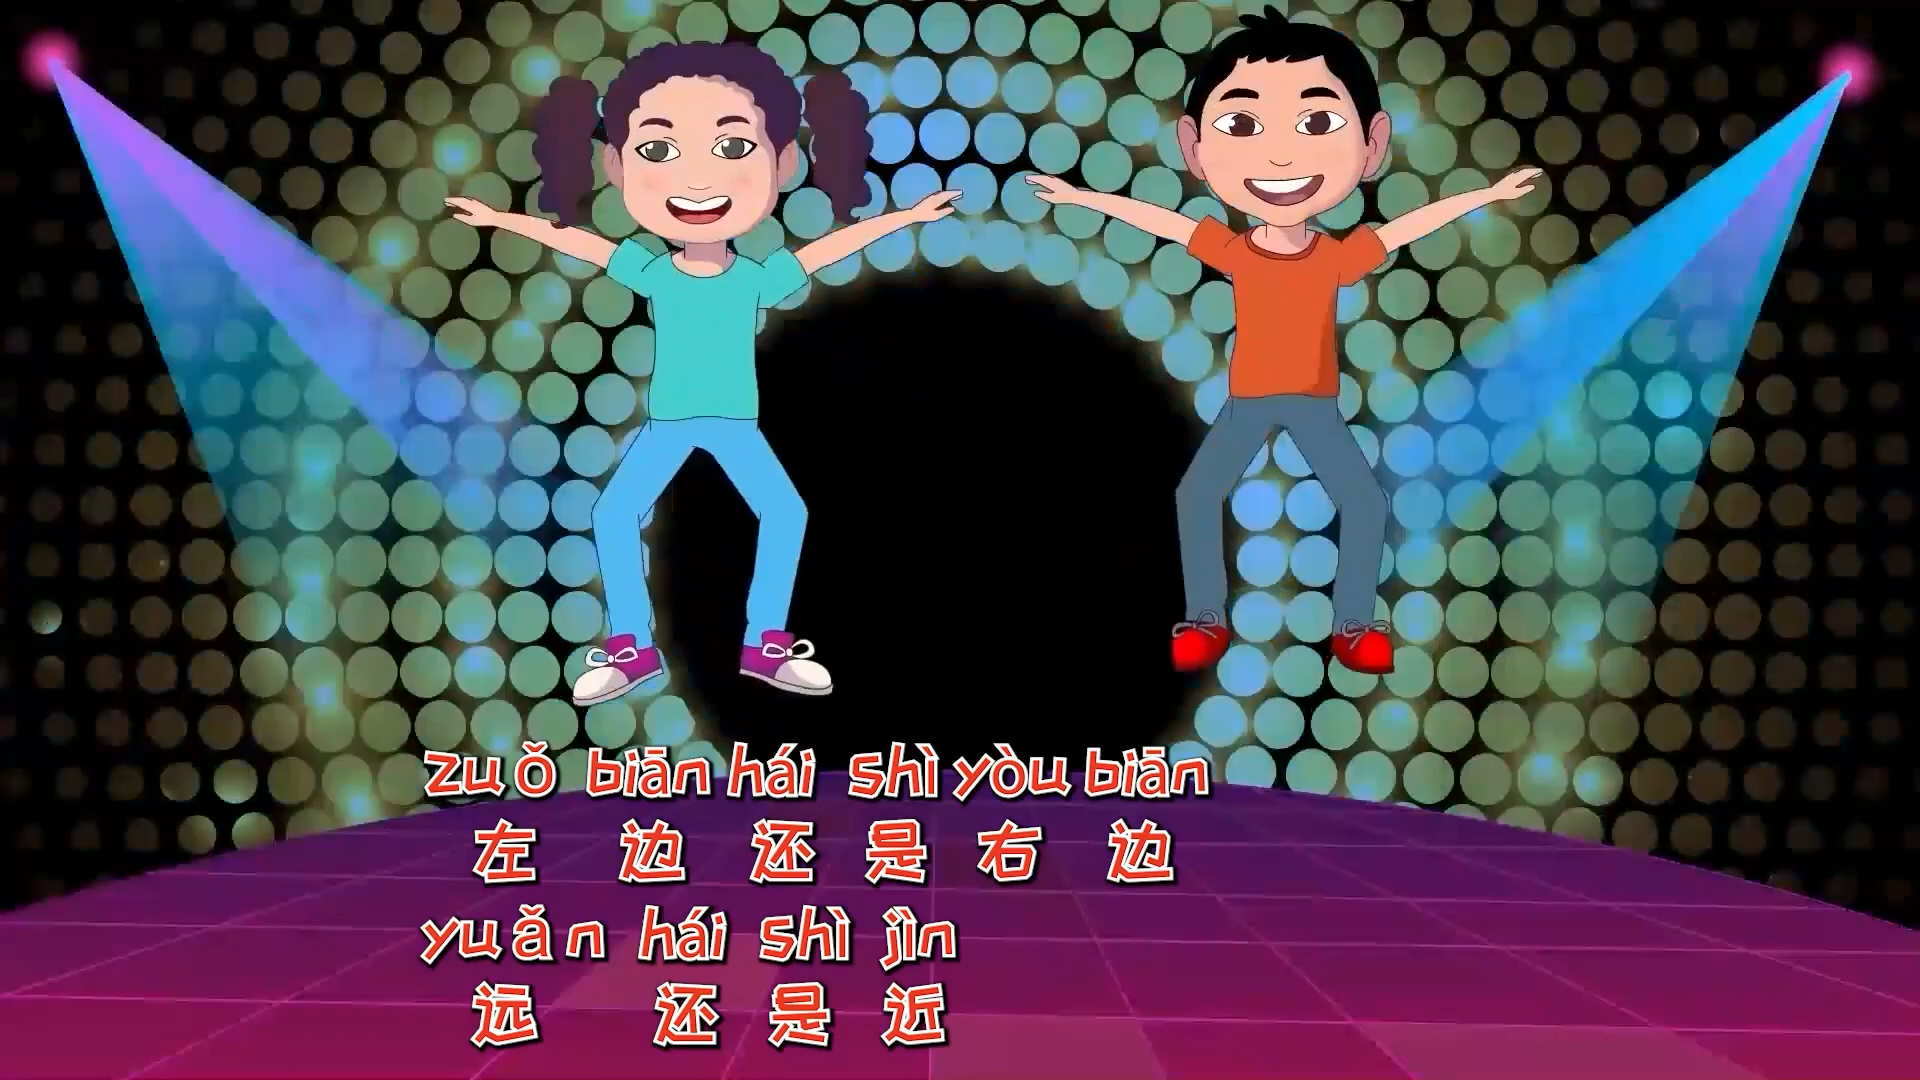 zuǒ biān hái shì yòu biān
左 边 还 是 右 边
yuǎn hái shì jìn
远 还 是 近